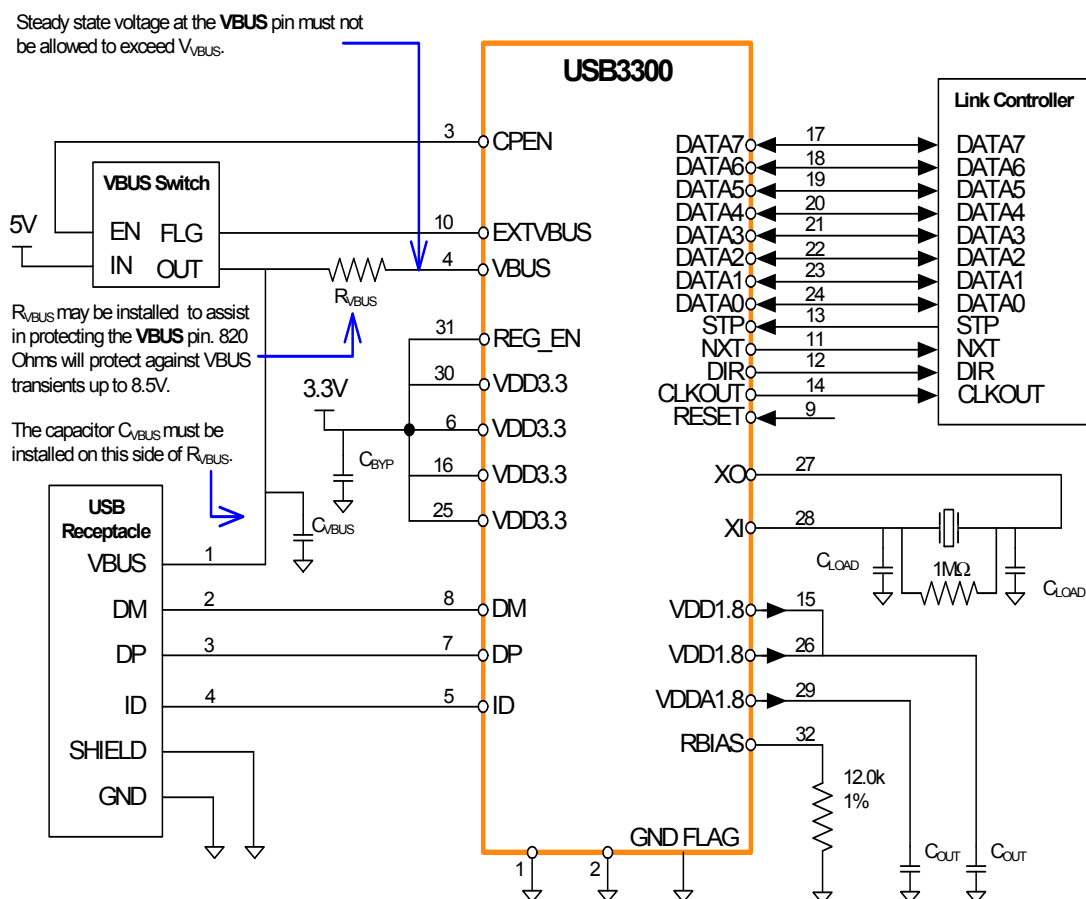 Steady state voltage at the VBUS pin must not
be allowed to exceed VVBUS.
USB3300
Link Controller
3
CPEN
VBUS Switch
5V
EN
FLG
IN
OUT
10
EXTVBUS
4
VBUS
RVBUS
RVBUS may be installed to assist
in protecting the VBUS pin. 820
Ohms will protect against VBUS
transients up to 8.5V.
The capacitor CVBUS must be
installed on this side of RVBUS.
31
REG_EN
3.3V
30
VDD3.3
6
VDD3.3
CBYP
16
VDD3.3
25
VDD3.3
USB
Receptacle
CVBUS
VBUS
1
DM
2
8
DM
DP
3
7
DP
ID
4
5
ID
SHIELD
GND
1
2
GND FLAG
DATA7
17
DATA7
DATA6
18
DATA6
DATA5
19
DATA5
DATA4
20
DATA4
DATA3
21
DATA3
DATA2
22
DATA2
DATA1
23
DATA1
DATA0
24
DATA0
STP
13
STP
NXT
11
NXT
DIR
12
DIR
CLKOUT
14
CLKOUT
RESET
9
XO
27
XI
28
CLOAD
1MΩ
CLOAD
VDD1.8
15
VDD1.8
26
VDDA1.8
29
RBIAS
32
12.0k
1%
COUT
COUT